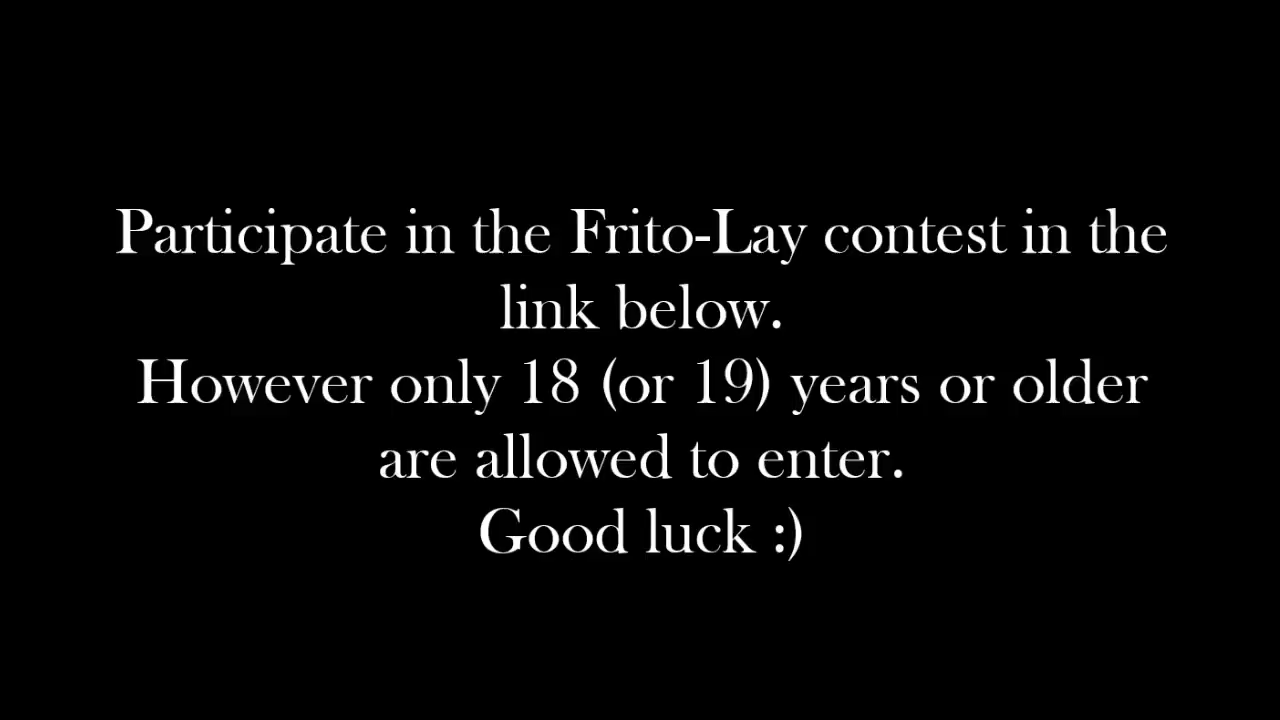 Participate in the Frito-Lay contest in the
link below.
However only 18 (or 19) years or older
are allowed to enter.
Good luck :)